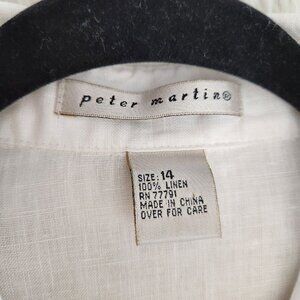 peter martin®
SIZE: 14
100% LINEN
RN 77791
MADE IN CHINA
OVER FOR CARE